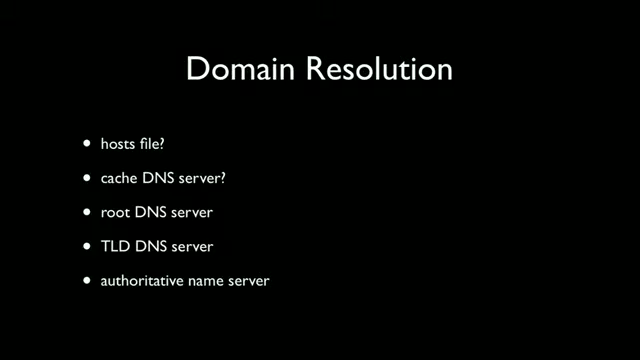 Domain Resolution
• hosts file?
• cache DNS server?
• root DNS server
• TLD DNS server
• authoritative name server